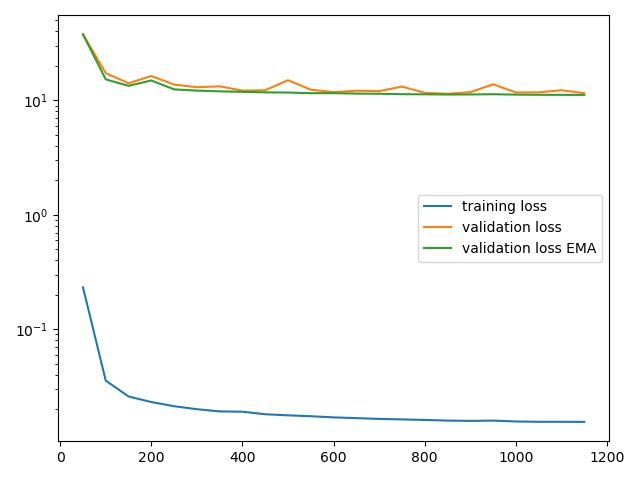 10¹
10⁰
10⁻¹
training loss
validation loss
validation loss EMA
0 200 400 600 800 1000 1200